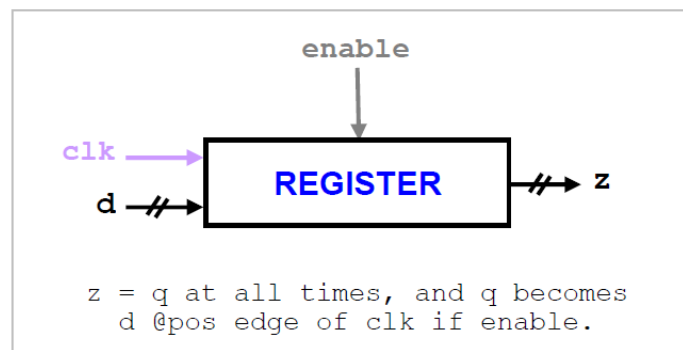 enable
clk
REGISTER
d
z
z = q at all times, and q becomes
d @pos edge of clk if enable.